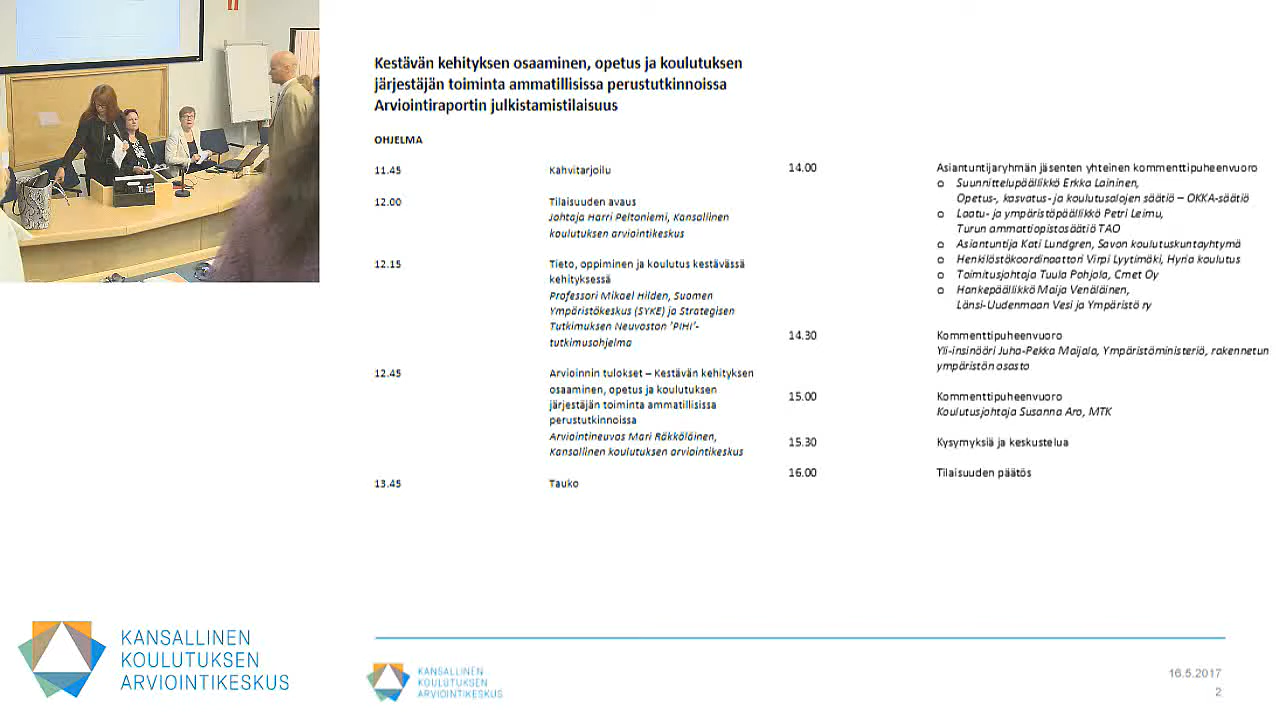 Kestävän kehityksen osaaminen, opetus ja koulutuksen
järjestäjän toiminta ammatillisissa perustutkinnoissa
Arviointiraportin julkistamistilaisuus
OHJELMA
11.45 Kahvitarjoilu
12.00 Tilaisuuden avaus
Johtaja Harri Peltoniemi, Kansallinen
koulutuksen arviointikeskus
12.15 Tieto, oppiminen ja koulutus kestävässä
kehityksessä
Professori Mikael Hilden, Suomen
Ympäristökeskus (SYKE) ja Strategisen
Tutkimuksen Neuvoston 'PIHI'-
tutkimusohjelma
12.45 Arvioinnin tulokset – Kestävän kehityksen
osaaminen, opetus ja koulutuksen
järjestäjän toiminta ammatillisissa
perustutkinnoissa
Arviointineuvos Mari Räkköläinen,
Kansallinen koulutuksen arviointikeskus
13.45 Tauko
14.00 Asiantuntijaryhmän jäsenten yhteinen kommenttipuheenvuoro
o Suunnittelupäällikkö Erkka Laininen,
Opetus-, kasvatus- ja koulutusalojen säätiö – OKKA-säätiö
o Laatu- ja ympäristöpäällikkö Petri Leimu,
Turun ammattiopistosäätiö TAO
o Asiantuntija Kati Lundgren, Savon koulutuskuntayhtymä
o Henkilöstökoordinaattori Virpi Lyytimäki, Hyria koulutus
o Toimitusjohtaja Tuula Pohjola, Crnet Oy
o Hankepäällikkö Maija Venäläinen,
Länsi-Uudenmaan Vesi ja Ympäristö ry
14.30 Kommenttipuheenvuoro
Yli-insinööri Juha-Pekka Maijala, Ympäristöministeriö, rakennetun
ympäristön osasto
15.00 Kommenttipuheenvuoro
Koulutusjohtaja Susanna Aro, MTK
15.30 Kysymyksiä ja keskustelua
16.00 Tilaisuuden päätös
KANSALLINEN
KOULUTUKSEN
ARVIOINTIKESKUS
KANSALLINEN
KOULUTUKSEN
ARVIOINTIKESKUS
16.5.2017
2